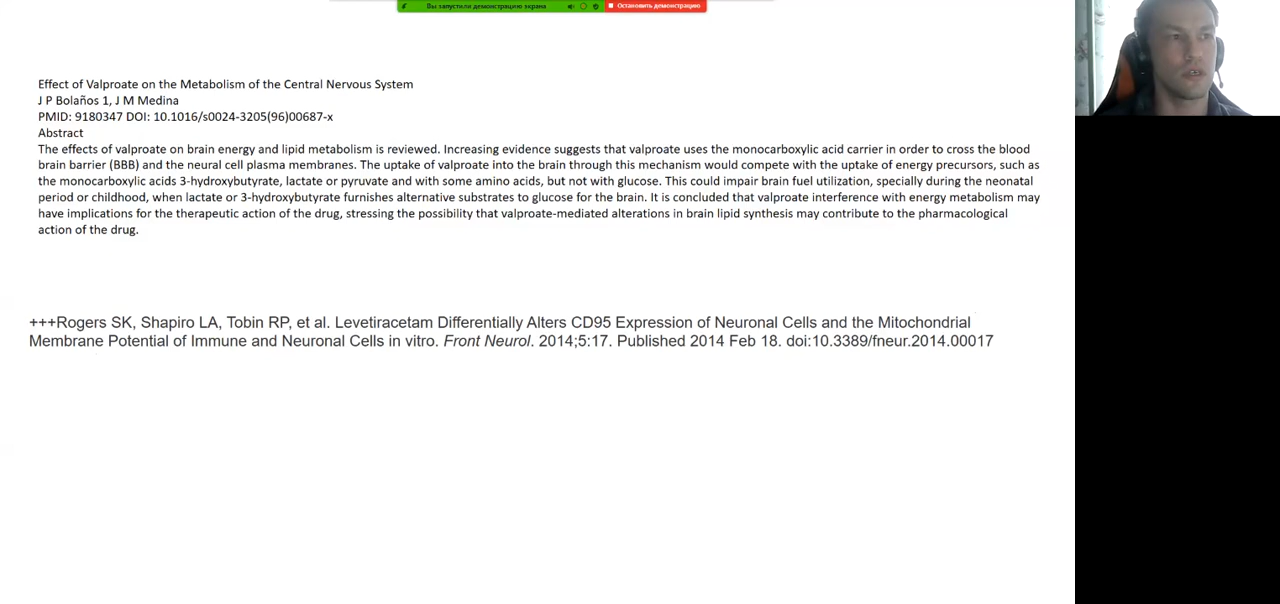 Вы запустили демонстрацию экрана
Остановить демонстрацию
Effect of Valproate on the Metabolism of the Central Nervous System
J P Bolaños 1, J M Medina
PMID: 9180347 DOI: 10.1016/s0024-3205(96)00687-x
Abstract
The effects of valproate on brain energy and lipid metabolism is reviewed. Increasing evidence suggests that valproate uses the monocarboxylic acid carrier in order to cross the blood
brain barrier (BBB) and the neural cell plasma membranes. The uptake of valproate into the brain through this mechanism would compete with the uptake of energy precursors, such as
the monocarboxylic acids 3-hydroxybutyrate, lactate or pyruvate and with some amino acids, but not with glucose. This could impair brain fuel utilization, specially during the neonatal
period or childhood, when lactate or 3-hydroxybutyrate furnishes alternative substrates to glucose for the brain. It is concluded that valproate interference with energy metabolism may
have implications for the therapeutic action of the drug, stressing the possibility that valproate-mediated alterations in brain lipid synthesis may contribute to the pharmacological
action of the drug.
+++Rogers SK, Shapiro LA, Tobin RP, et al. Levetiracetam Differentially Alters CD95 Expression of Neuronal Cells and the Mitochondrial
Membrane Potential of Immune and Neuronal Cells in vitro. Front Neurol. 2014;5:17. Published 2014 Feb 18. doi:10.3389/fneur.2014.00017